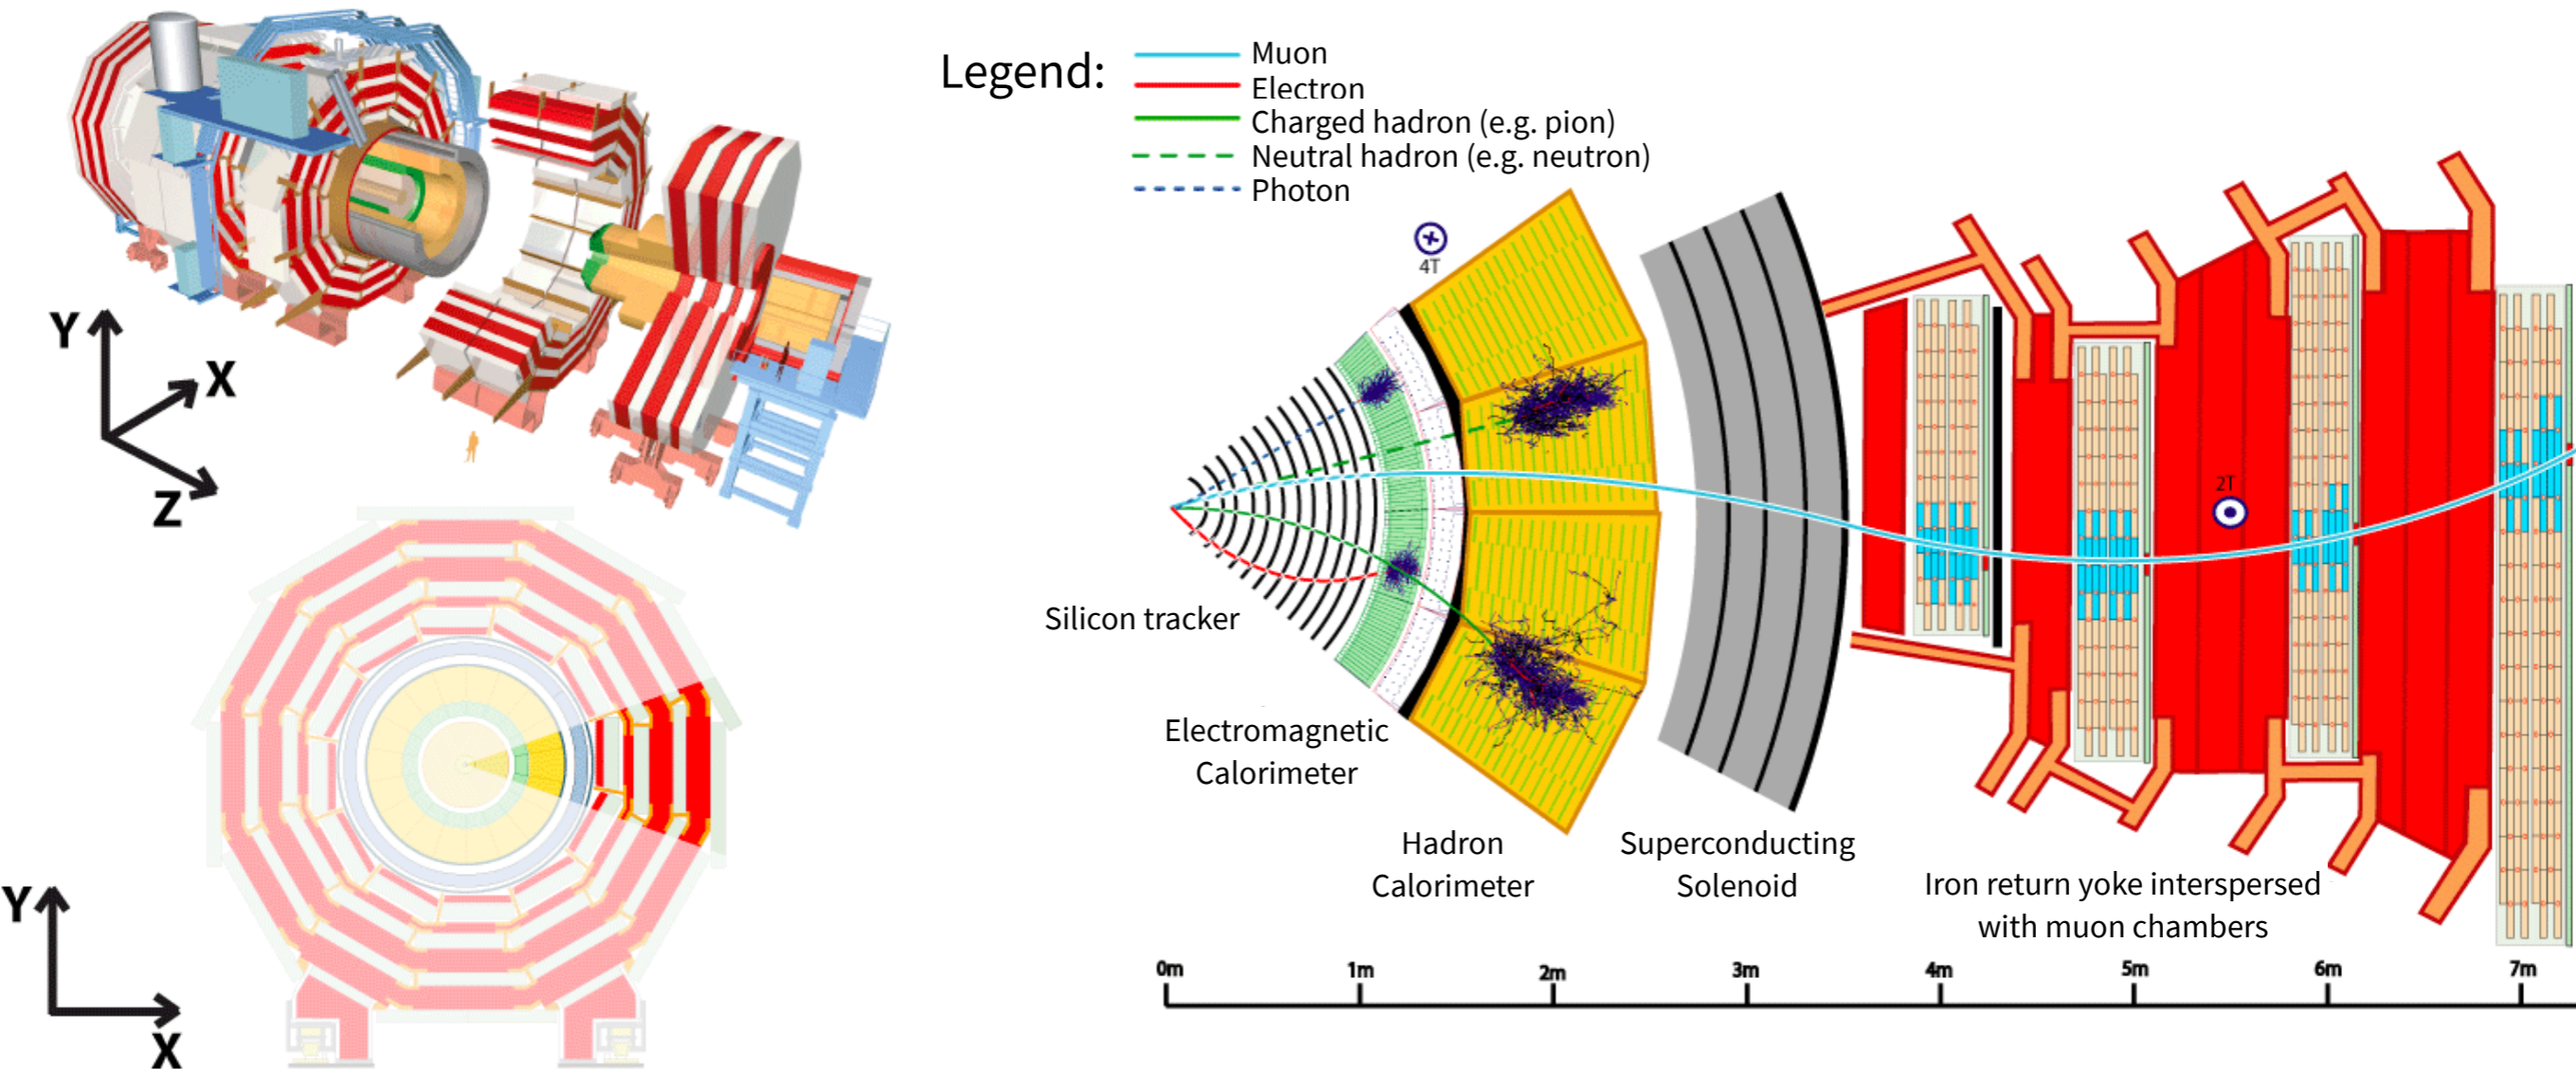 Legend:
Muon
Electron
Charged hadron (e.g. pion)
Neutral hadron (e.g. neutron)
Photon
4T
Y
X
Z
2T
Silicon tracker
Electromagnetic
Calorimeter
Hadron
Calorimeter
Superconducting
Solenoid
Iron return yoke interspersed
with muon chambers
Y
X
0m
1m
2m
3m
4m
5m
6m
7m